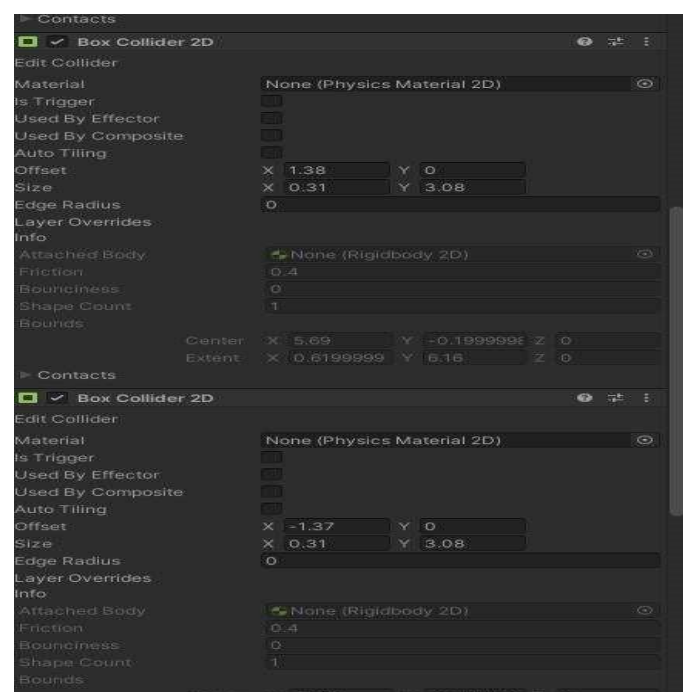 Contacts
Box Collider 2D
Edit Collider
Material None (Physics Material 2D)
Is Trigger
Used By Effector
Used By Composite
Auto Tiling
Offset X 1.38 Y 0
Size X 0.31 Y 3.08
Edge Radius 0
Layer Overrides
Info
Attached Body None (Rigidbody 2D)
Friction 0.4
Bounciness 0
Shape Count 1
Bounds
Center X 5.69 Y -0.1999998 Z 0
Extent X 0.6199999 Y 6.16 Z 0
Contacts
Box Collider 2D
Edit Collider
Material None (Physics Material 2D)
Is Trigger
Used By Effector
Used By Composite
Auto Tiling
Offset X -1.37 Y 0
Size X 0.31 Y 3.08
Edge Radius 0
Layer Overrides
Info
Attached Body None (Rigidbody 2D)
Friction 0.4
Bounciness 0
Shape Count 1
Bounds